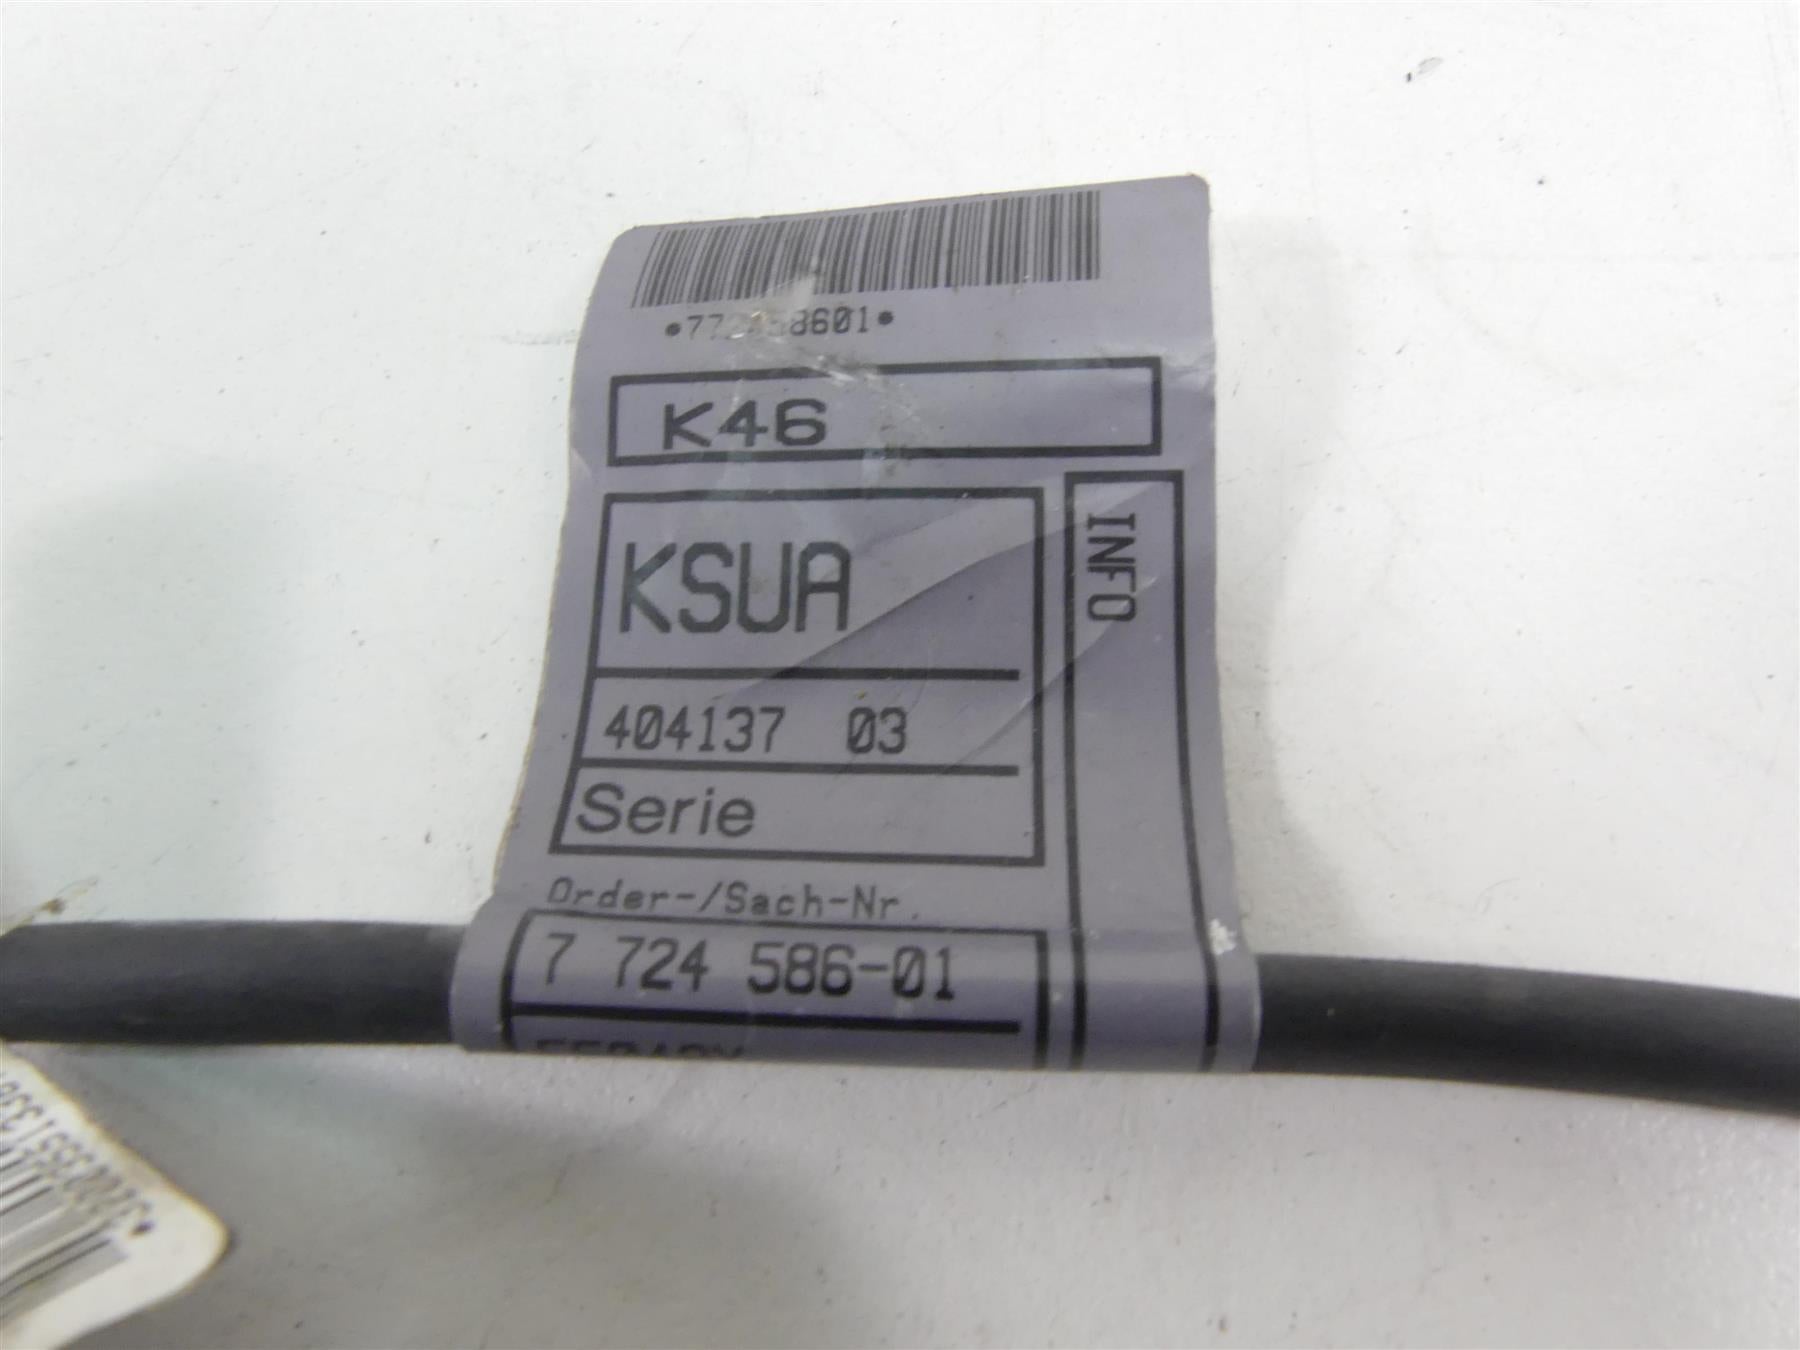 K46
KSUA
INFO
404137 03
Serie
Order-/Sach-Nr.
7 724 586-01